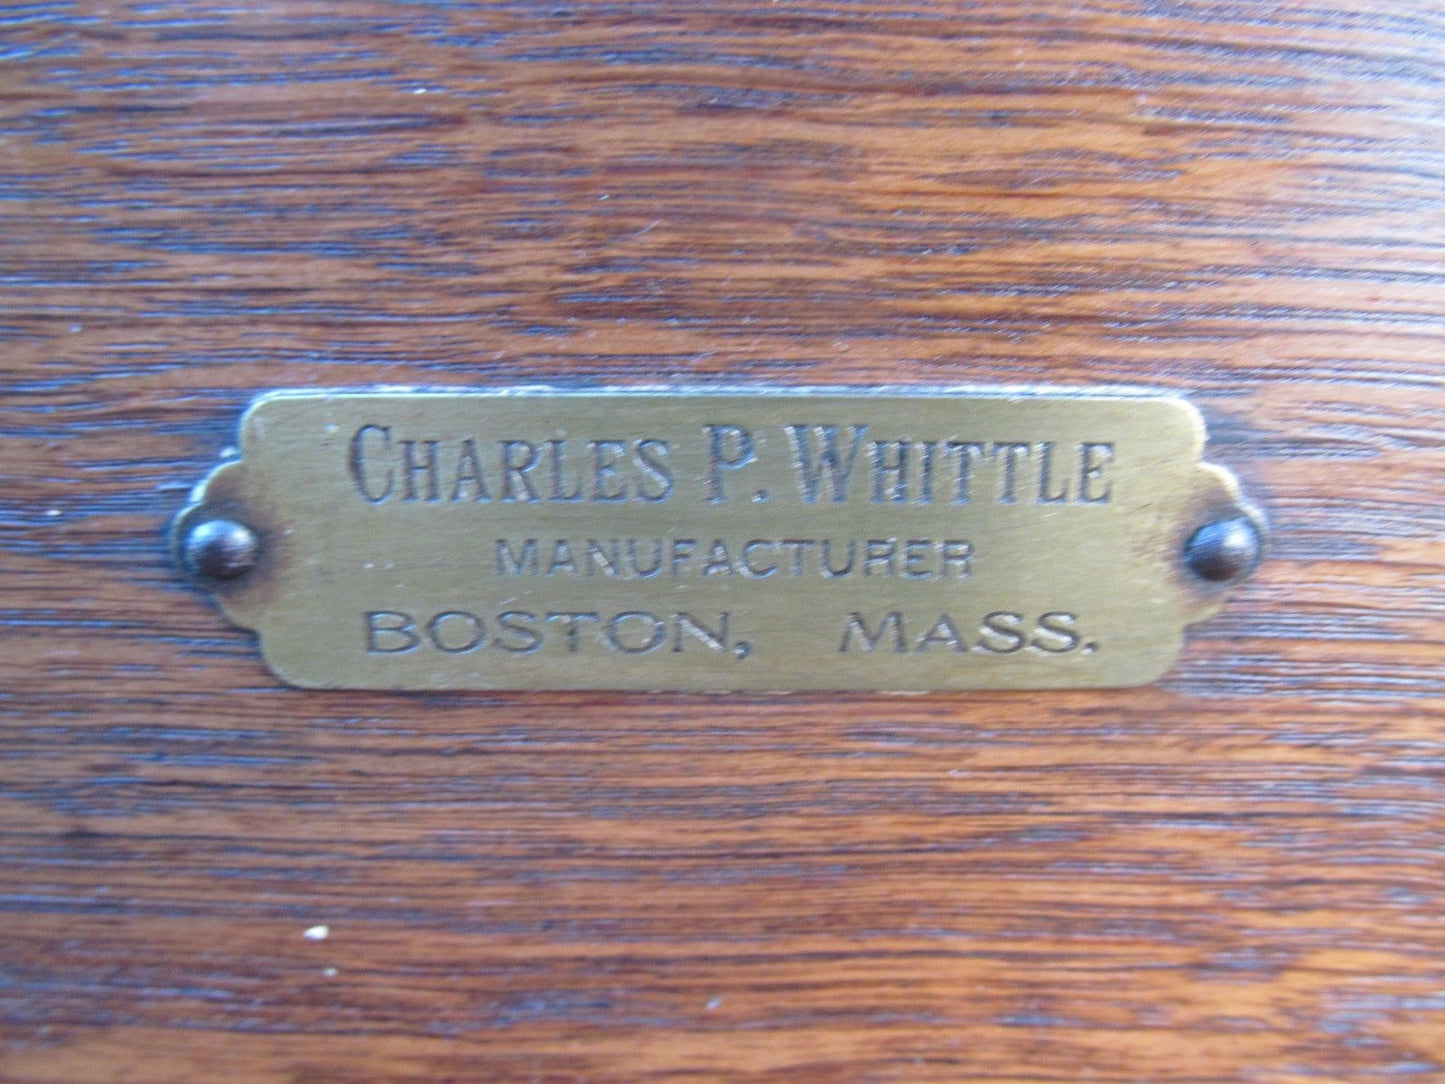 CHARLES P. WHITTLE
MANUFACTURER
BOSTON, MASS.